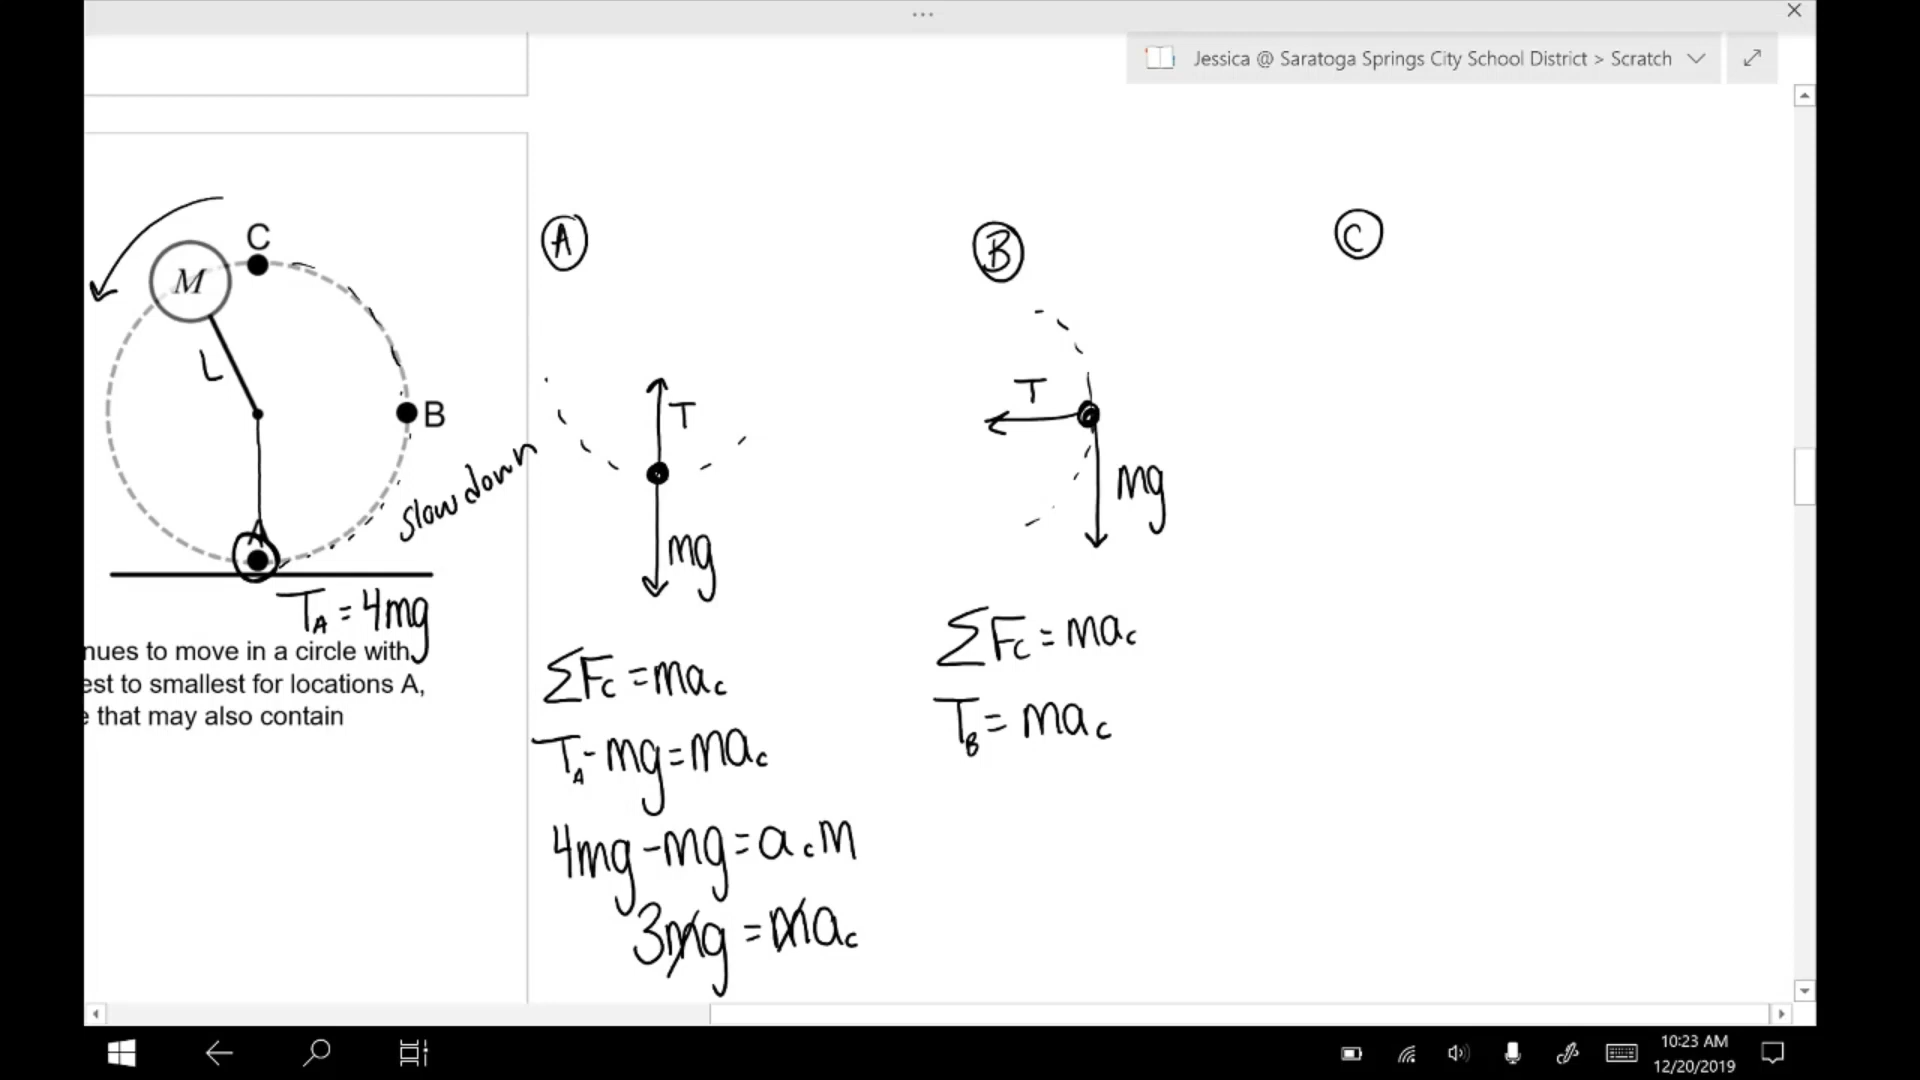 ...
Jessica @ Saratoga Springs City School District > Scratch
C
M
L
B
A
slow down
T_A = 4mg
nues to move in a circle with
est to smallest for locations A,
e that may also contain
A
T
mg
ΣFc = mac
T_A - mg = mac
4mg - mg = a c m
3mg = mac
B
T
mg
ΣFc = mac
T_B = mac
C
10:23 AM
12/20/2019